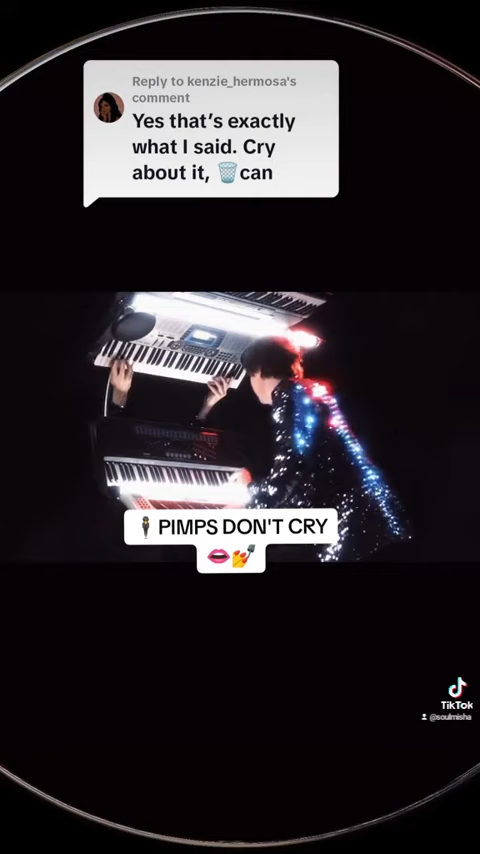 Reply to kenzie_hermosa's
comment
Yes that’s exactly
what I said. Cry
about it, 🗑️can
🕴🏿PIMPS DON'T CRY
👄💅
TikTok
@soulmisha